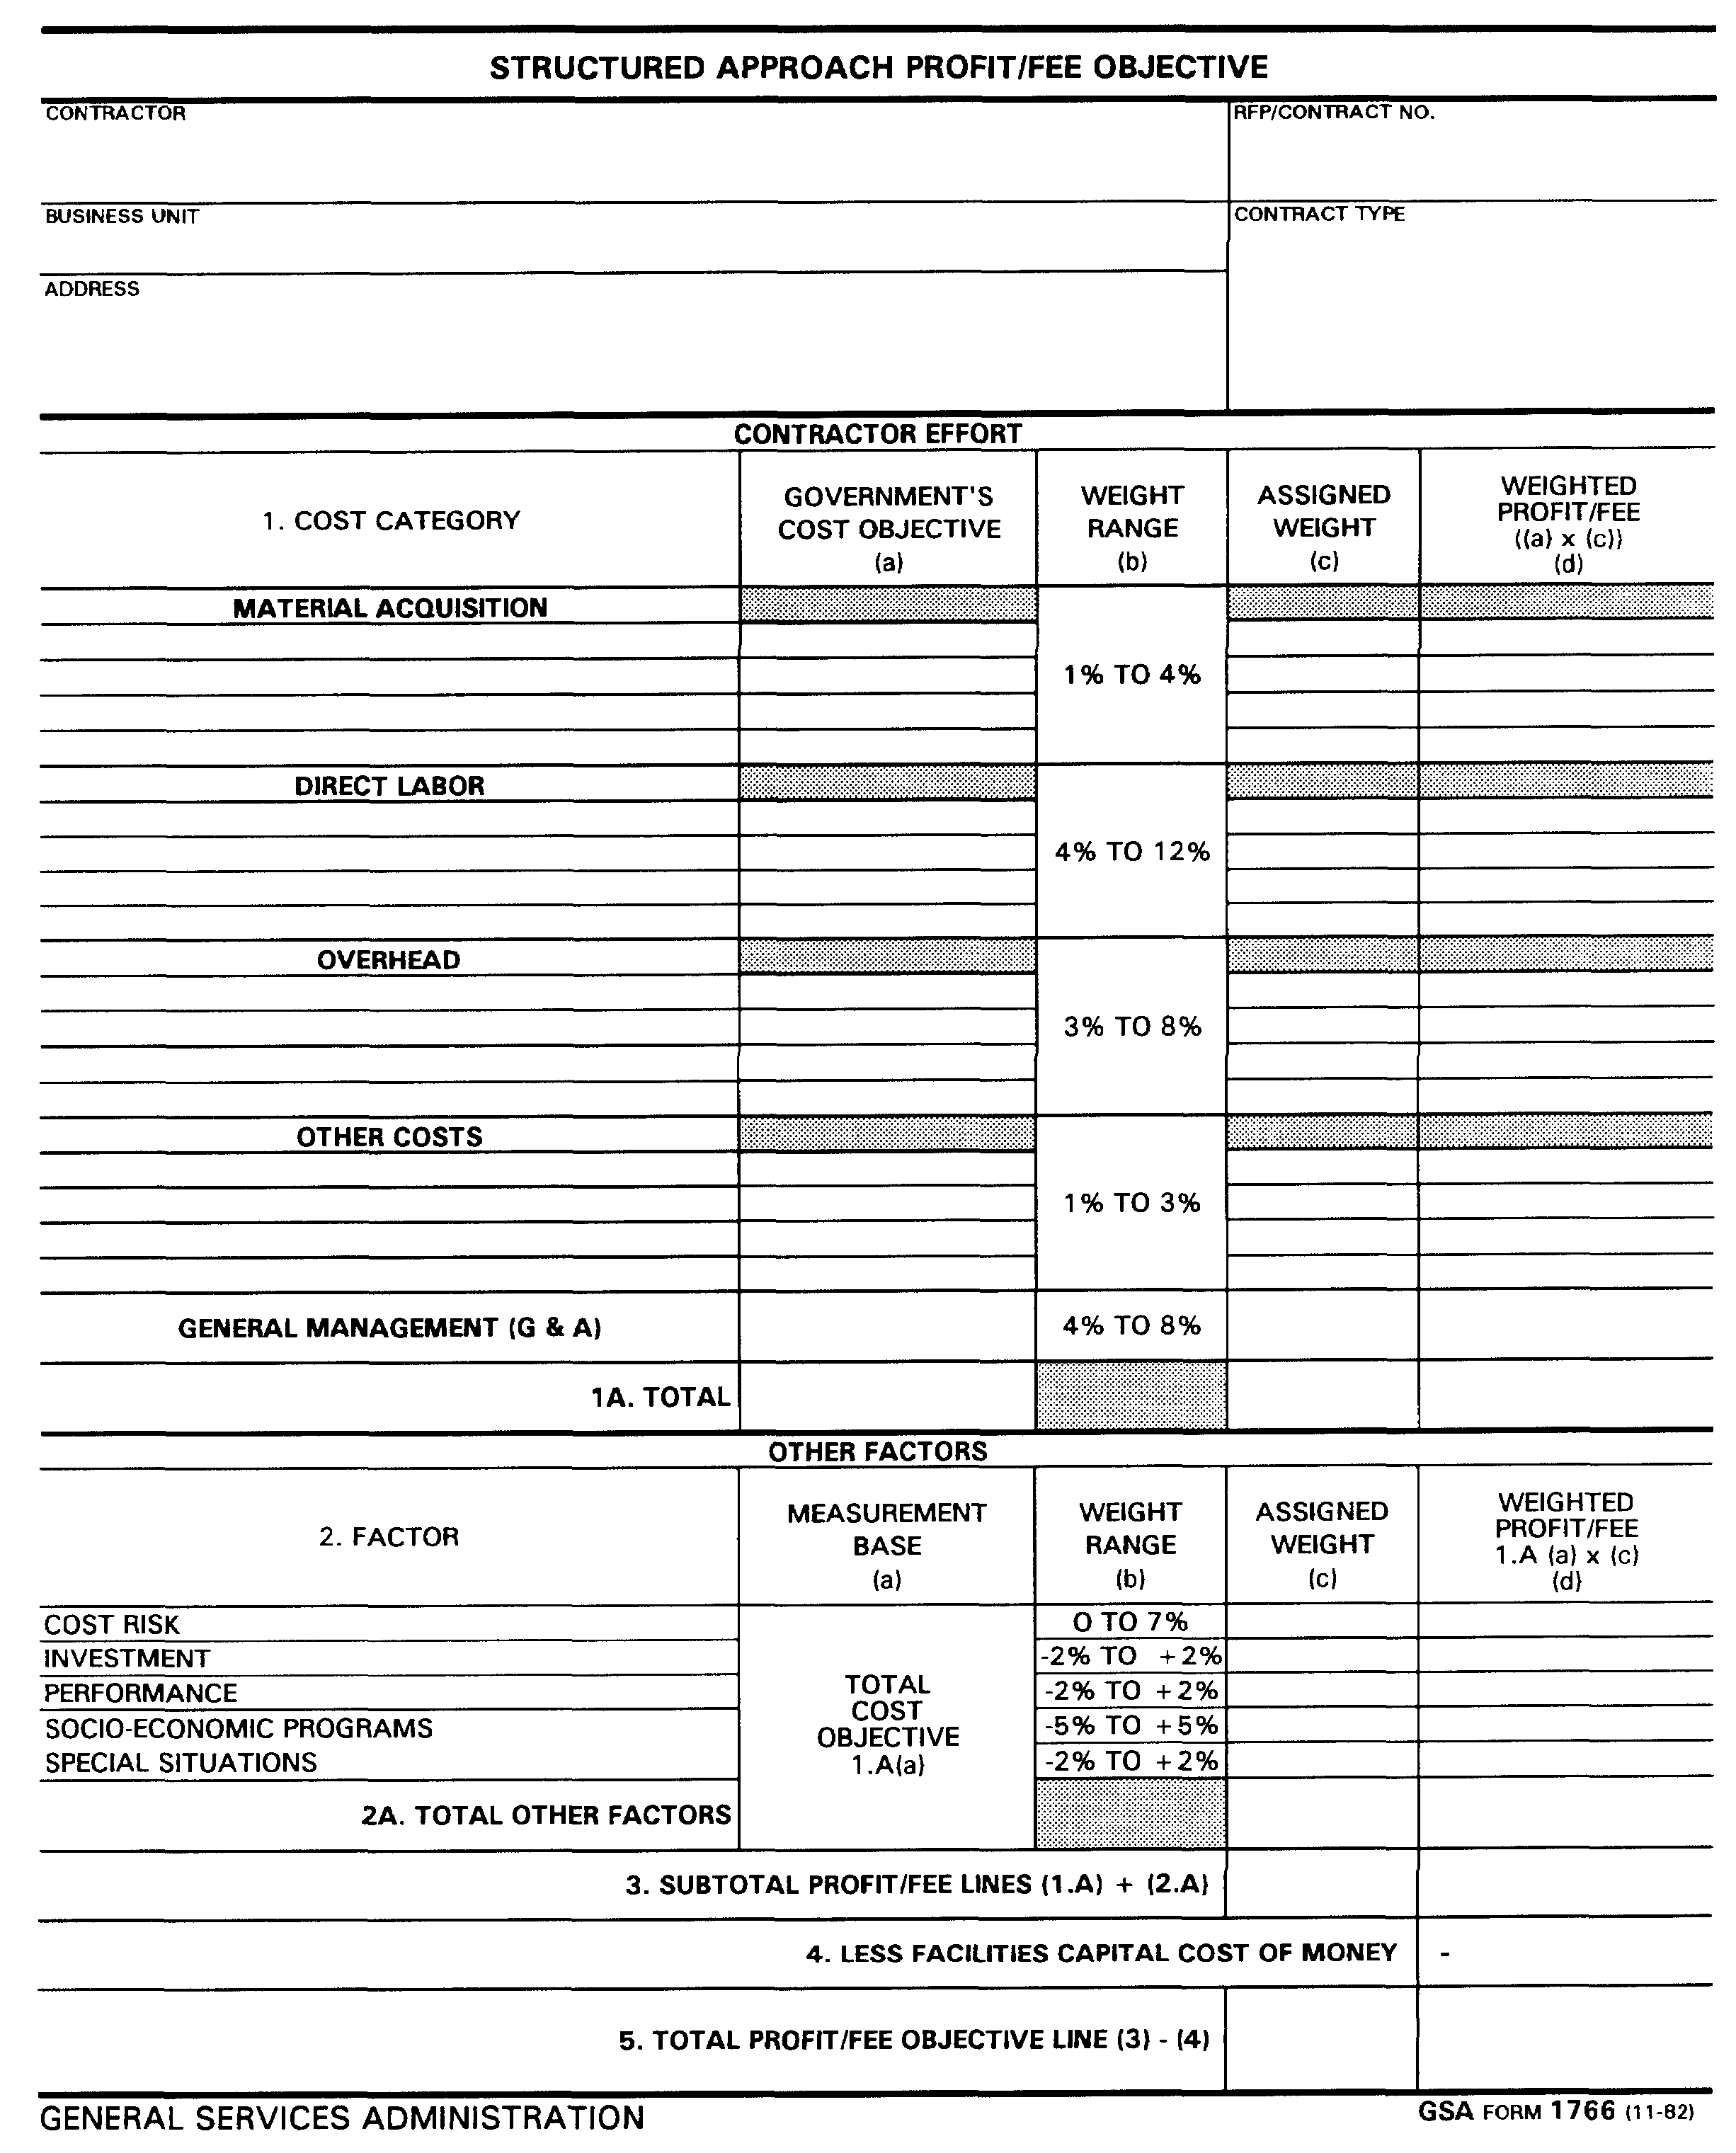 STRUCTURED APPROACH PROFIT/FEE OBJECTIVE
CONTRACTOR
RFP/CONTRACT NO.
BUSINESS UNIT
CONTRACT TYPE
ADDRESS
CONTRACTOR EFFORT
1. COST CATEGORY
GOVERNMENT'S
COST OBJECTIVE
(a)
WEIGHT
RANGE
(b)
ASSIGNED
WEIGHT
(c)
WEIGHTED
PROFIT/FEE
((a) x (c))
(d)
MATERIAL ACQUISITION
1% TO 4%
DIRECT LABOR
4% TO 12%
OVERHEAD
3% TO 8%
OTHER COSTS
1% TO 3%
GENERAL MANAGEMENT (G & A)
4% TO 8%
1A. TOTAL
OTHER FACTORS
2. FACTOR
MEASUREMENT
BASE
(a)
WEIGHT
RANGE
(b)
ASSIGNED
WEIGHT
(c)
WEIGHTED
PROFIT/FEE
1.A (a) x (c)
(d)
COST RISK
0 TO 7%
INVESTMENT
-2% TO +2%
PERFORMANCE
-2% TO +2%
SOCIO-ECONOMIC PROGRAMS
-5% TO +5%
SPECIAL SITUATIONS
-2% TO +2%
TOTAL
COST
OBJECTIVE
1.A(a)
2A. TOTAL OTHER FACTORS
3. SUBTOTAL PROFIT/FEE LINES (1.A) + (2.A)
4. LESS FACILITIES CAPITAL COST OF MONEY -
5. TOTAL PROFIT/FEE OBJECTIVE LINE (3) - (4)
GENERAL SERVICES ADMINISTRATION
GSA FORM 1766 (11-82)